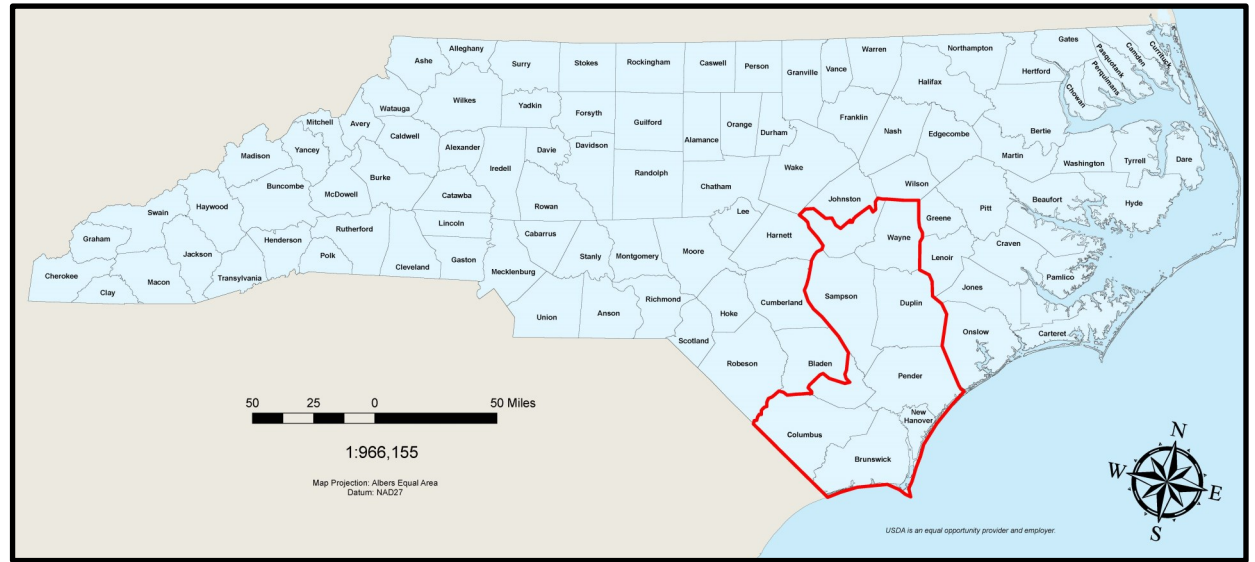 Alleghany
Ashe
Surry
Stokes
Rockingham
Caswell
Person
Granville
Vance
Warren
Northampton
Gates
Hertford
Pasquotank
Camden
Currituck
Perquimans
Chowan
Halifax
Watauga
Wilkes
Yadkin
Forsyth
Guilford
Alamance
Orange
Durham
Franklin
Nash
Edgecombe
Bertie
Martin
Washington
Tyrrell
Dare
Mitchell
Avery
Caldwell
Alexander
Iredell
Davie
Davidson
Madison
Yancey
Burke
Catawba
Rowan
Randolph
Chatham
Wake
Wilson
Pitt
Beaufort
Hyde
Buncombe
McDowell
Haywood
Swain
Graham
Jackson
Henderson
Rutherford
Polk
Cleveland
Lincoln
Gaston
Cabarrus
Mecklenburg
Stanly
Montgomery
Moore
Lee
Harnett
Johnston
Wayne
Greene
Lenoir
Craven
Pamlico
Cherokee
Clay
Macon
Transylvania
Union
Anson
Richmond
Scotland
Hoke
Cumberland
Sampson
Duplin
Jones
Onslow
Carteret
Robeson
Bladen
Pender
New
Hanover
Columbus
Brunswick
50 25 0 50 Miles
1:966,155
Map Projection: Albers Equal Area
Datum: NAD27
N
W
E
S
USDA is an equal opportunity provider and employer.